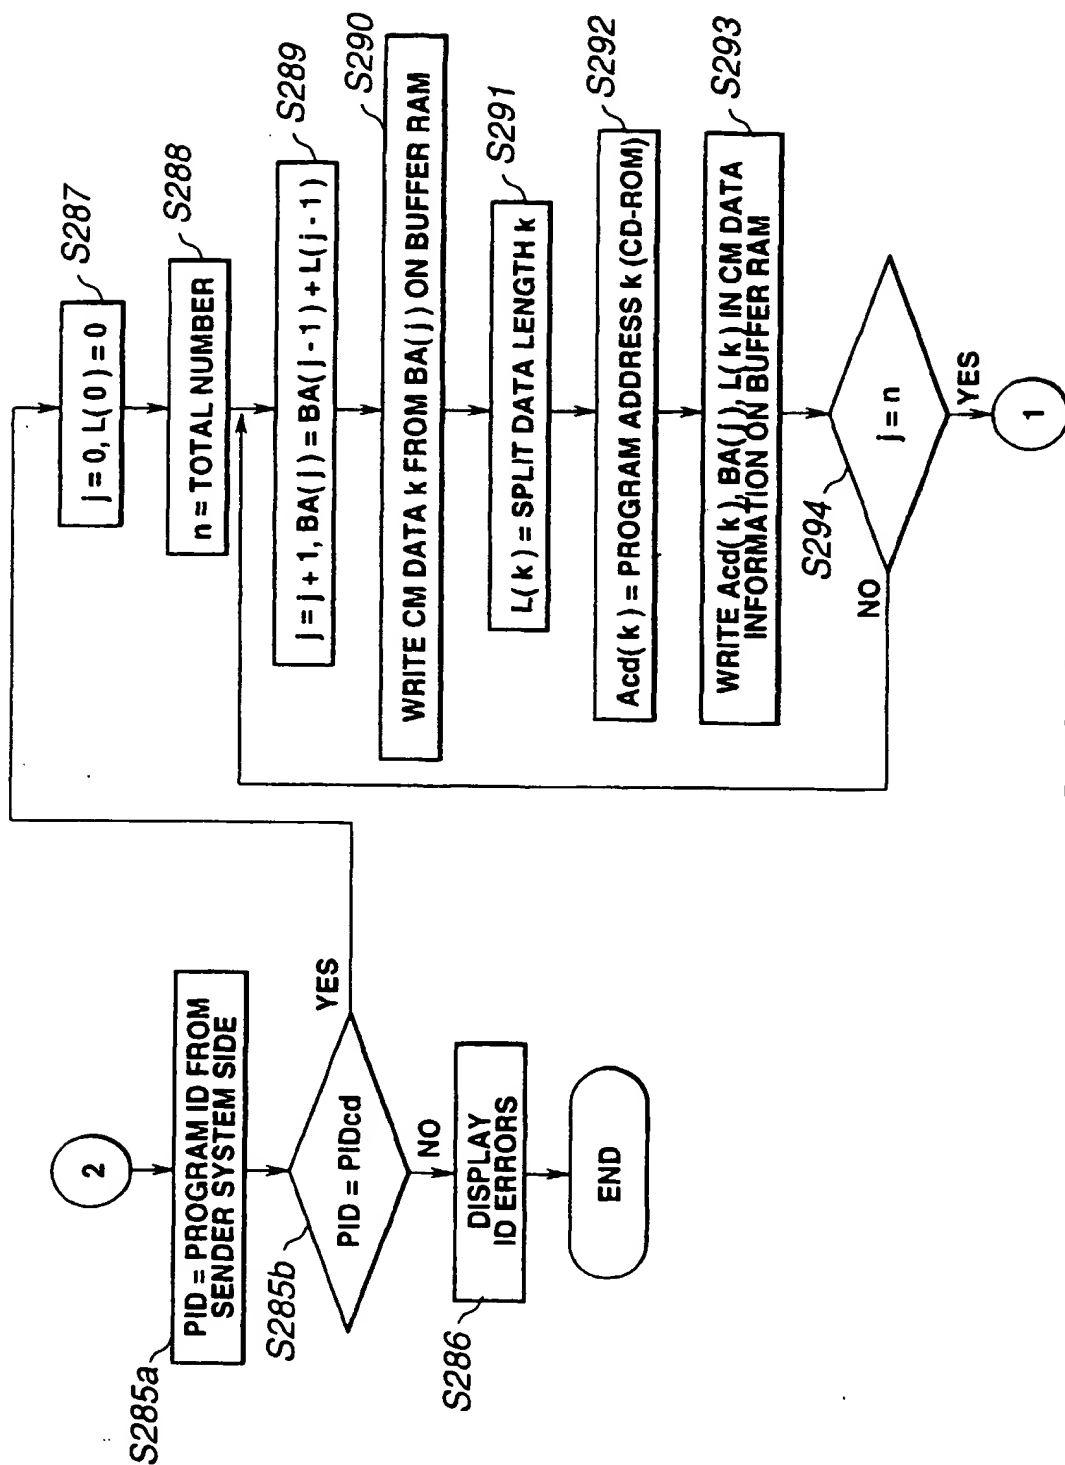 2
S285a
PID = PROGRAM ID FROM
SENDER SYSTEM SIDE
S285b
PID = PIDcd
YES
NO
S286
DISPLAY
ID ERRORS
END
S287
j = 0, L( 0 ) = 0
S288
n = TOTAL NUMBER
S289
j = j + 1, BA( j ) = BA( j - 1 ) + L( j - 1 )
S290
WRITE CM DATA k FROM BA( j ) ON BUFFER RAM
S291
L( k ) = SPLIT DATA LENGTH k
S292
Acd( k ) = PROGRAM ADDRESS k (CD-ROM)
S293
WRITE Acd( k ), BA( j ), L( k ) IN CM DATA
INFORMATION ON BUFFER RAM
S294
j = n
NO
YES
1